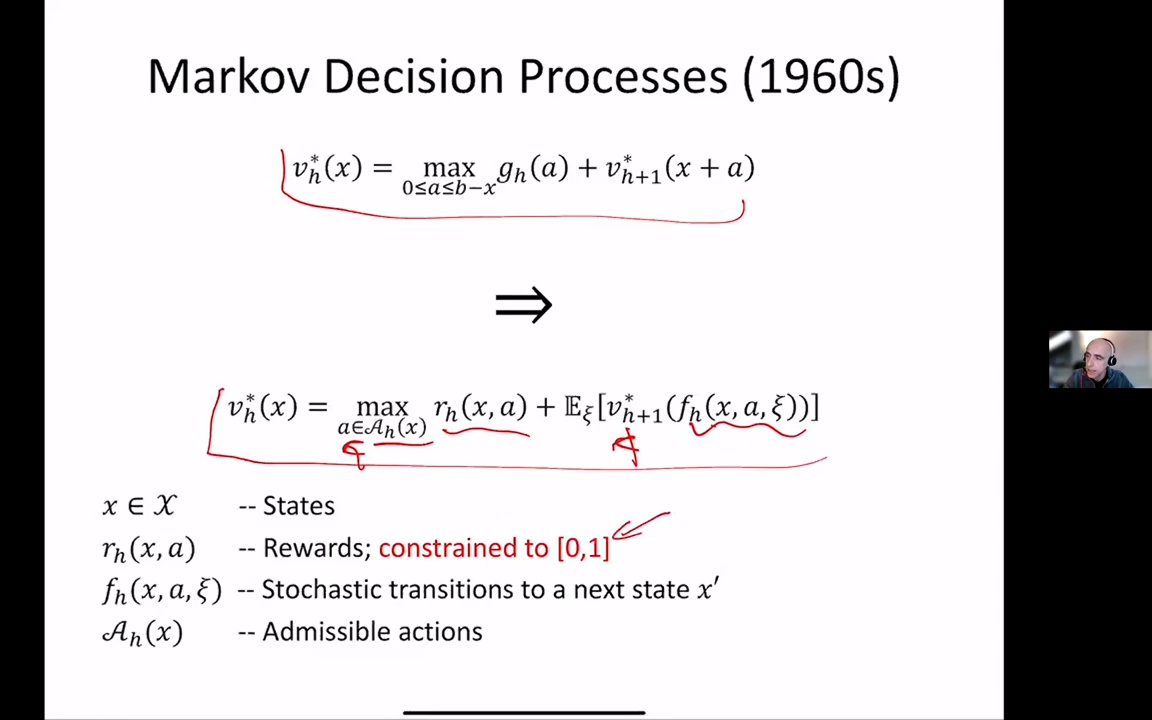 Markov Decision Processes (1960s)
v*_h(x) = max_{0≤a≤b−x} g_h(a) + v*_{h+1}(x + a)
⇒
v*_h(x) = max_{a∈𝒜_h(x)} r_h(x, a) + 𝔼_ξ[v*_{h+1}(f_h(x, a, ξ))]
x ∈ 𝒳 -- States
r_h(x, a) -- Rewards; constrained to [0,1]
f_h(x, a, ξ) -- Stochastic transitions to a next state x′
𝒜_h(x) -- Admissible actions